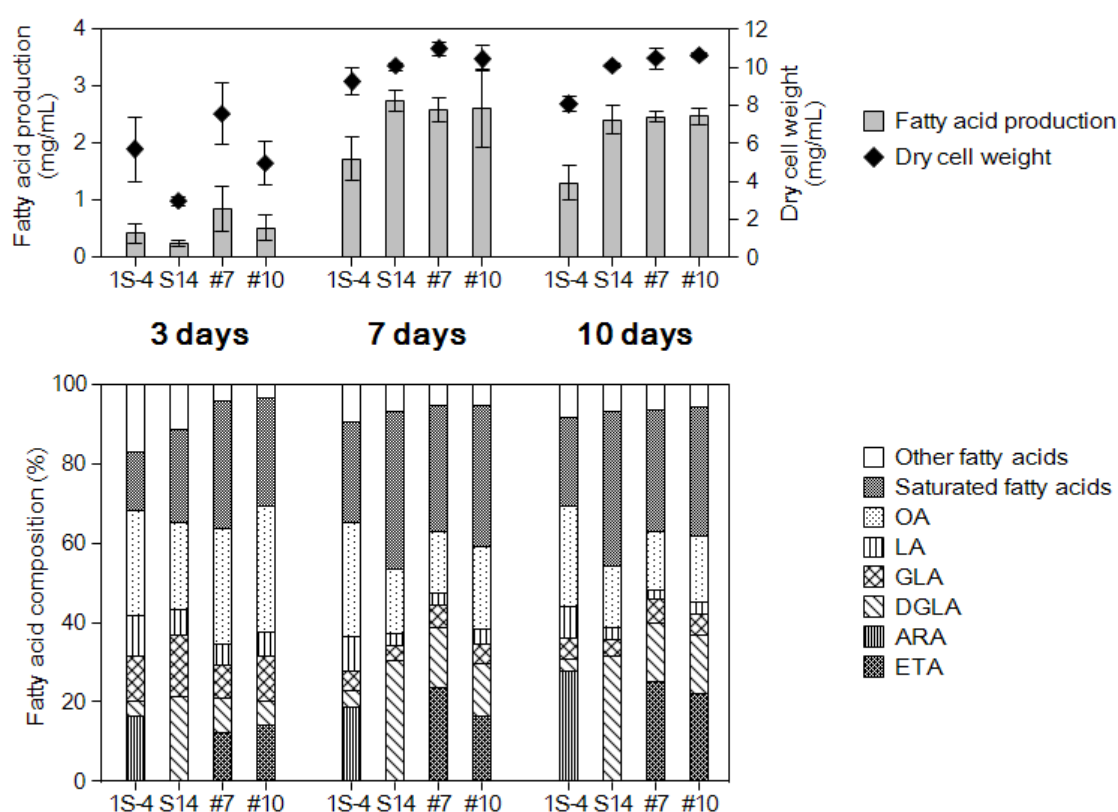 4
3
2
1
0
Fatty acid production
(mg/mL)
12
10
8
6
4
2
0
Dry cell weight
(mg/mL)
Fatty acid production
Dry cell weight
1S-4 S14 #7 #10 1S-4 S14 #7 #10 1S-4 S14 #7 #10
3 days 7 days 10 days
100
80
60
40
20
0
Fatty acid composition (%)
Other fatty acids
Saturated fatty acids
OA
LA
GLA
DGLA
ARA
ETA
1S-4 S14 #7 #10 1S-4 S14 #7 #10 1S-4 S14 #7 #10